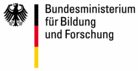 Bundesministerium
für Bildung
und Forschung